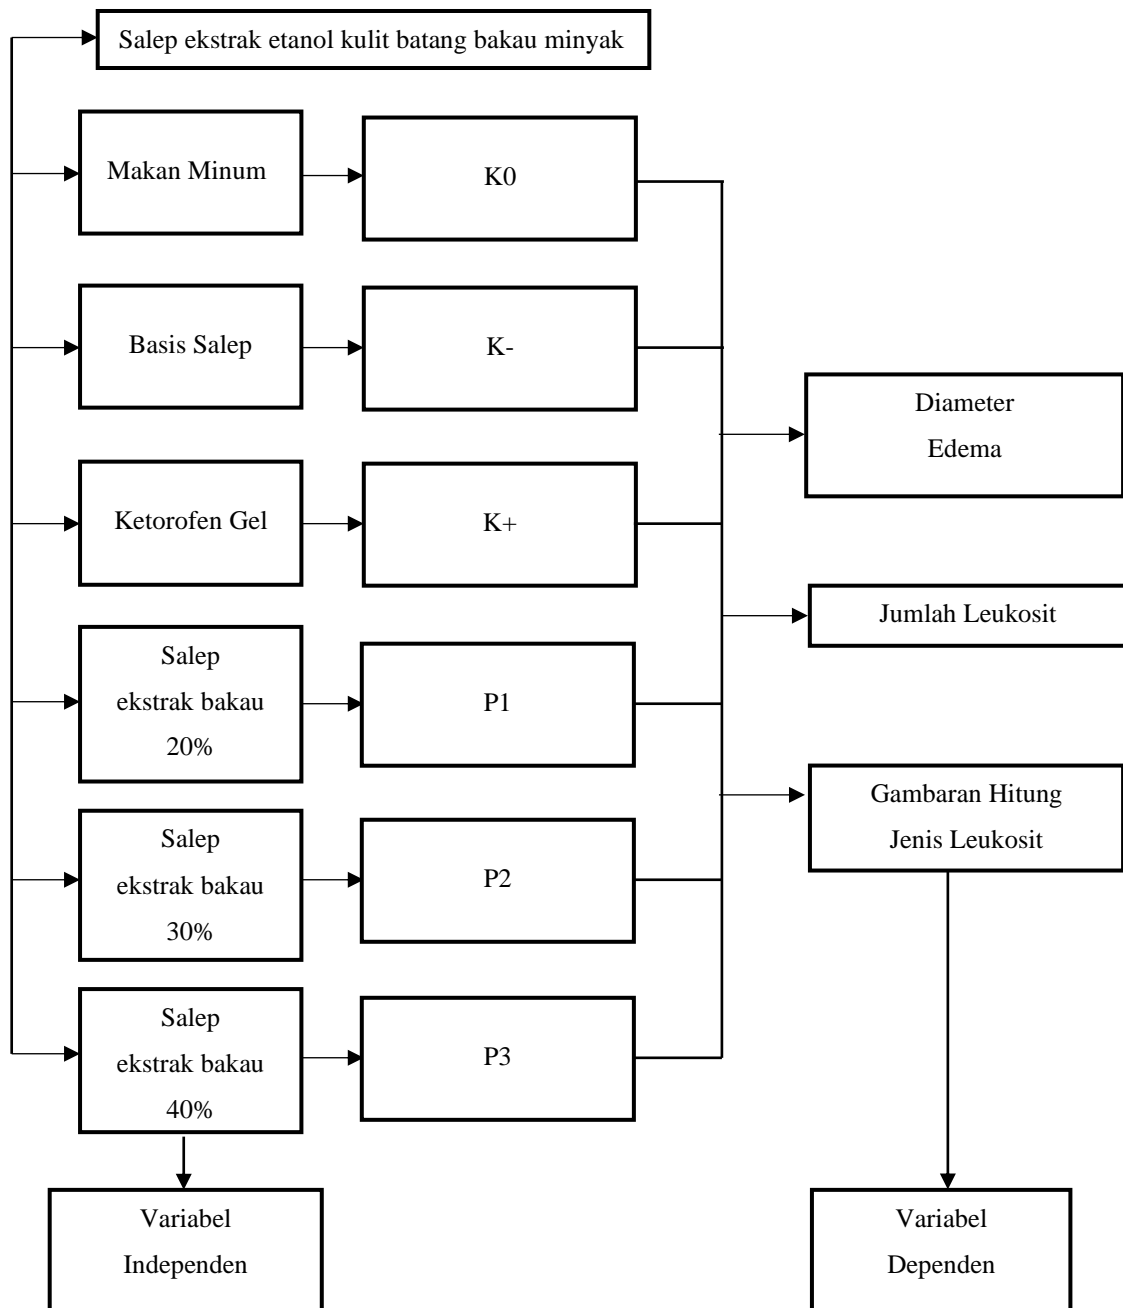 Salep ekstrak etanol kulit batang bakau minyak
Makan Minum
K0
Basis Salep
K-
Ketorofen Gel
K+
Salep
ekstrak bakau
20%
P1
Salep
ekstrak bakau
30%
P2
Salep
ekstrak bakau
40%
P3
Diameter
Edema
Jumlah Leukosit
Gambaran Hitung
Jenis Leukosit
Variabel
Independen
Variabel
Dependen